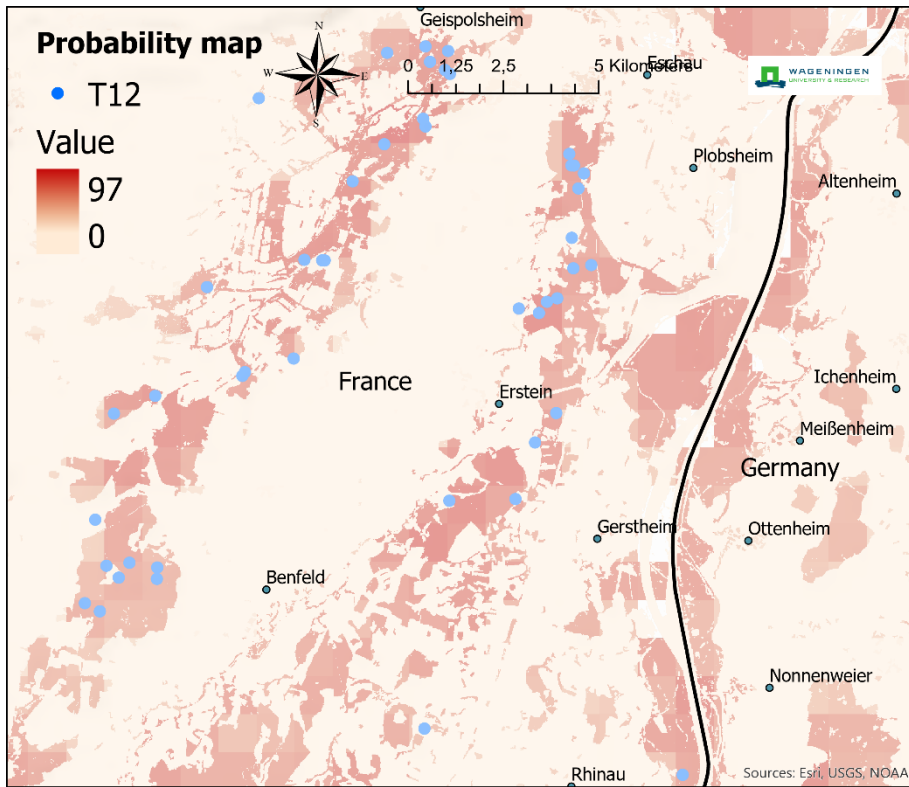 Probability map
T12
Value
97
0
N
W
E
S
Geispolsheim
0 1,25 2,5 5 Kilometers
Eschau
WAGENINGEN
UNIVERSITY & RESEARCH
Plobsheim
Altenheim
France
Erstein
Ichenheim
Meißenheim
Germany
Gerstheim
Ottenheim
Benfeld
Nonnenweier
Rhinau
Sources: Esri, USGS, NOAA